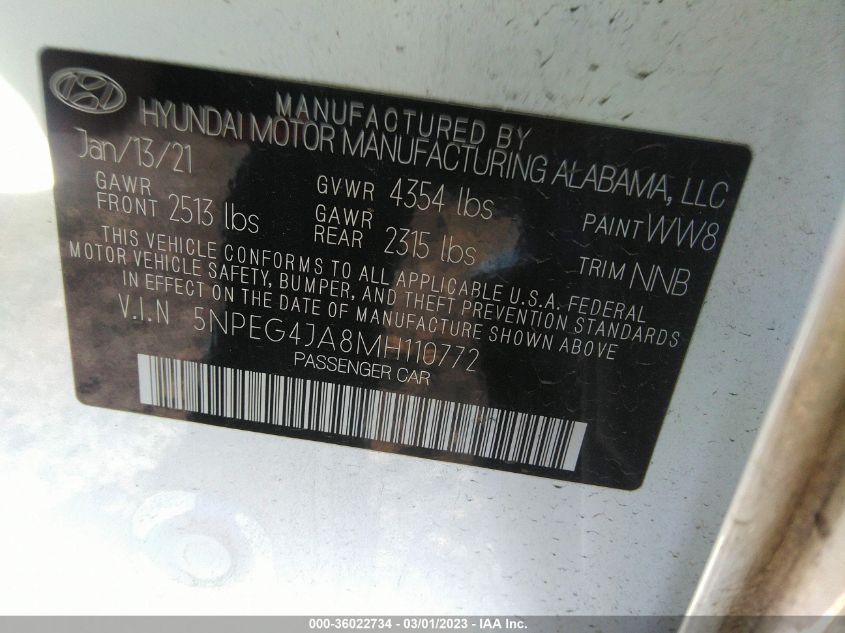 MANUFACTURED BY
HYUNDAI MOTOR MANUFACTURING ALABAMA, LLC
Jan/13/21
GAWR FRONT 2513 lbs
GVWR 4354 lbs
GAWR REAR 2315 lbs
PAINT WW8
TRIM NNB
THIS VEHICLE CONFORMS TO ALL APPLICABLE U.S.A. FEDERAL
MOTOR VEHICLE SAFETY, BUMPER, AND THEFT PREVENTION STANDARDS
IN EFFECT ON THE DATE OF MANUFACTURE SHOWN ABOVE
V.I.N 5NPEG4JA8MH110772
PASSENGER CAR
000-36022734 - 03/01/2023 - IAA Inc.